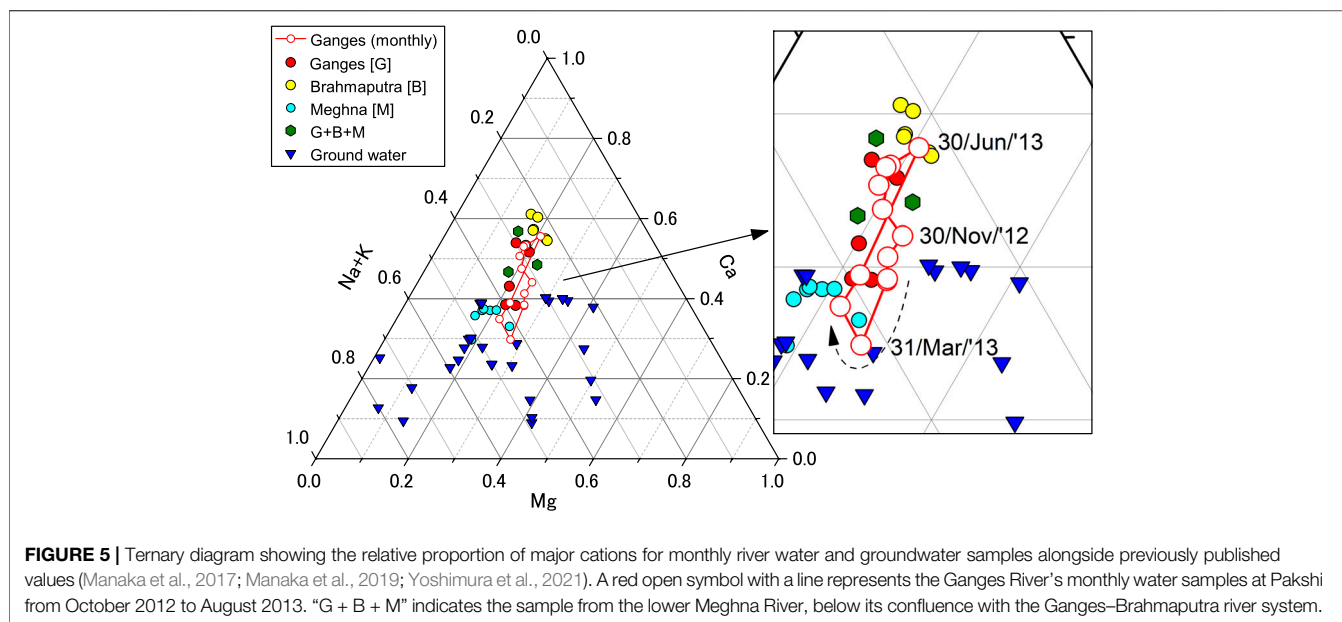 Ganges (monthly)
Ganges [G]
Brahmaputra [B]
Meghna [M]
G+B+M
Ground water
0.0
1.0
0.2
0.8
0.4
0.6
Na+K
Ca
0.6
0.4
0.8
0.2
1.0
0.0
0.0
0.2
0.4
0.6
0.8
1.0
Mg
30/Jun/'13
30/Nov/'12
31/Mar/'13
FIGURE 5 | Ternary diagram showing the relative proportion of major cations for monthly river water and groundwater samples alongside previously published
values (Manaka et al., 2017; Manaka et al., 2019; Yoshimura et al., 2021). A red open symbol with a line represents the Ganges River's monthly water samples at Pakshi
from October 2012 to August 2013. “G + B + M” indicates the sample from the lower Meghna River, below its confluence with the Ganges–Brahmaputra river system.